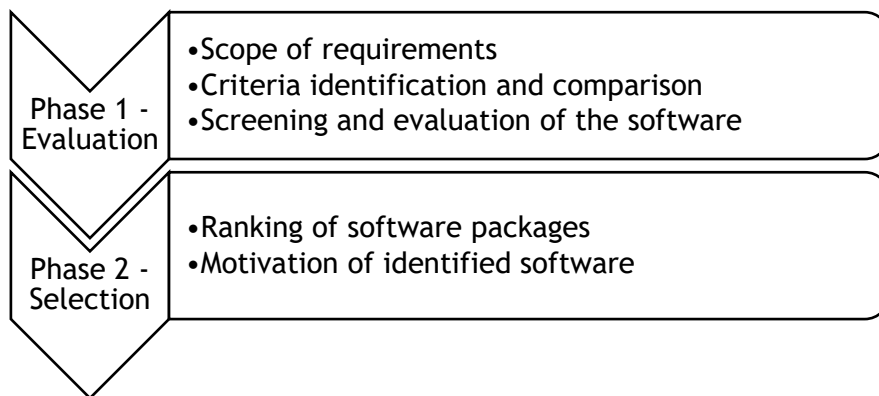 Phase 1 -
Evaluation
•Scope of requirements
•Criteria identification and comparison
•Screening and evaluation of the software
Phase 2 -
Selection
•Ranking of software packages
•Motivation of identified software